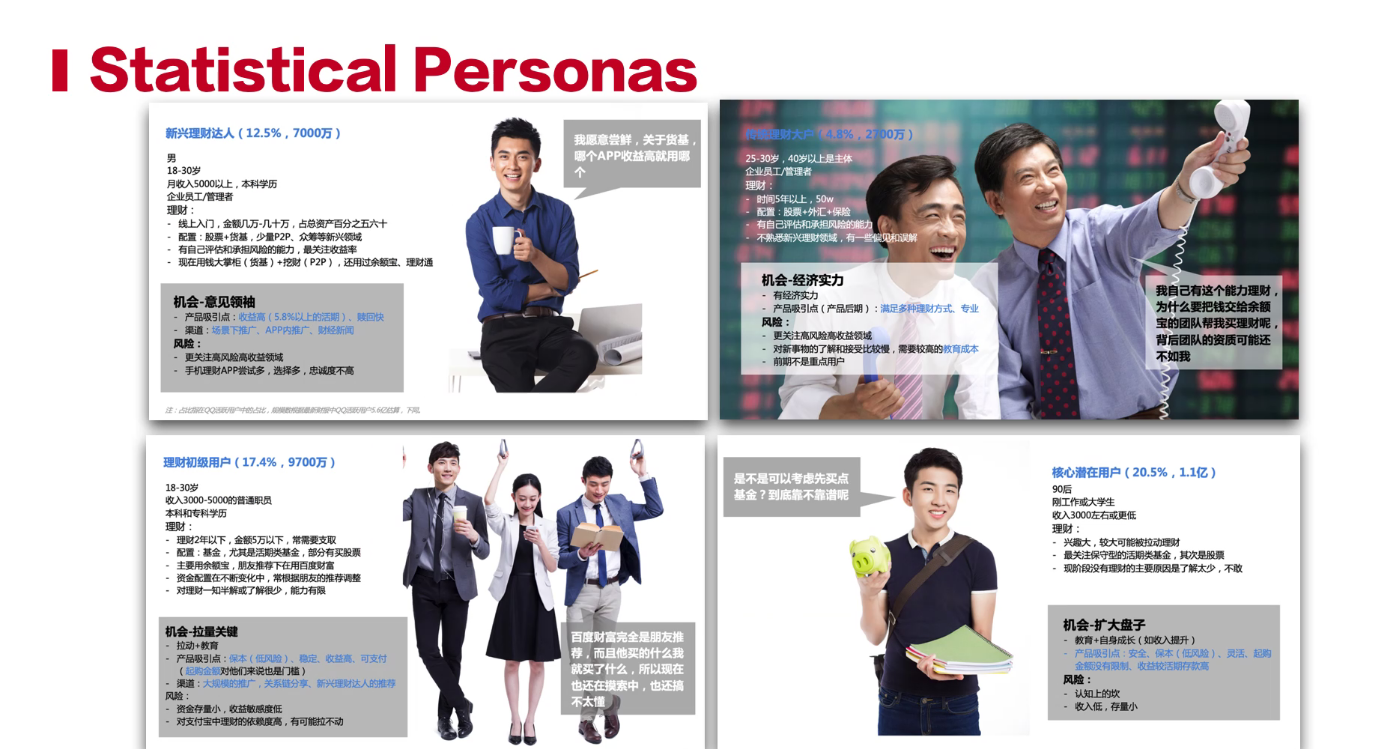 Statistical Personas
新兴理财达人（12.5%，7000万）
男
18-30岁
月收入5000以上，本科学历
企业员工/管理者
理财：
- 线上入门，金额几万-几十万，占总资产百分之五六十
- 配置：股票+货基，少量P2P、众筹等新兴领域
- 有自己评估和承担风险的能力，最关注收益率
- 现在用钱大掌柜（货基）+挖财（P2P），还用过余额宝、理财通
机会-意见领袖
- 产品吸引点：收益高（5.8%以上的活期）、赎回快
- 渠道：场景下推广、APP内推广、财经新闻
风险：
- 更关注高风险高收益领域
- 手机理财APP尝试多，选择多，忠诚度不高
我愿意尝鲜，关于货基，
哪个APP收益高就用哪
个
理财大户（4.8%，2700万）
25-30岁，40岁以上是主体
企业员工/管理者
理财：
- 时间5年以上，50w
- 配置：股票+外汇+保险
- 有自己评估和承担风险的能力
- 不熟悉新兴理财领域，有一些偏见和误解
机会-经济实力
- 有经济实力
- 产品吸引点（产品后期）：满足多种理财方式、专业
风险：
- 更关注高风险高收益领域
- 对新事物的了解和接受比较慢，需要较高的教育成本
- 前期不是重点用户
我自己有这个能力理财，
为什么要把钱交给余额
宝的团队帮我买理财呢，
背后团队的资质可能还
不如我
理财初级用户（17.4%，9700万）
18-30岁
收入3000-5000的普通职员
本科和专科学历
理财：
- 理财2年以下，金额5万以下，常需要支取
- 配置：基金，尤其是活期类基金，部分有买股票
- 主要用余额宝，朋友推荐下在用百度财富
- 资金配置在不断变化中，常根据朋友的推荐调整
- 对理财一知半解或了解很少，能力有限
机会-拉量关键
- 拉动+教育
- 产品吸引点：保本（低风险）、稳定、收益高、可支付
（起购金额对他们来说也是门槛）
- 渠道：大规模的推广，关系链分享、新兴理财达人的推荐
风险：
- 资金存量小，收益敏感度低
- 对支付宝中理财的依赖度高，有可能拉不动
百度财富完全是朋友推
荐，而且他买的什么我
就买了什么，所以现在
也还在摸索中，也还搞
不太懂
是不是可以考虑先买点
基金？到底靠不靠谱呢
核心潜在用户（20.5%，1.1亿）
90后
刚工作或大学生
收入3000左右或更低
理财：
- 兴趣大，较大可能被拉动理财
- 最关注保守型的活期类基金，其次是股票
- 现阶段没有理财的主要原因是了解太少，不敢
机会-扩大盘子
- 教育+自身成长（如收入提升）
- 产品吸引点：安全、保本（低风险）、灵活、起购
金额没有限制、收益较活期存款高
风险：
- 认知上的坎
- 收入低，存量小